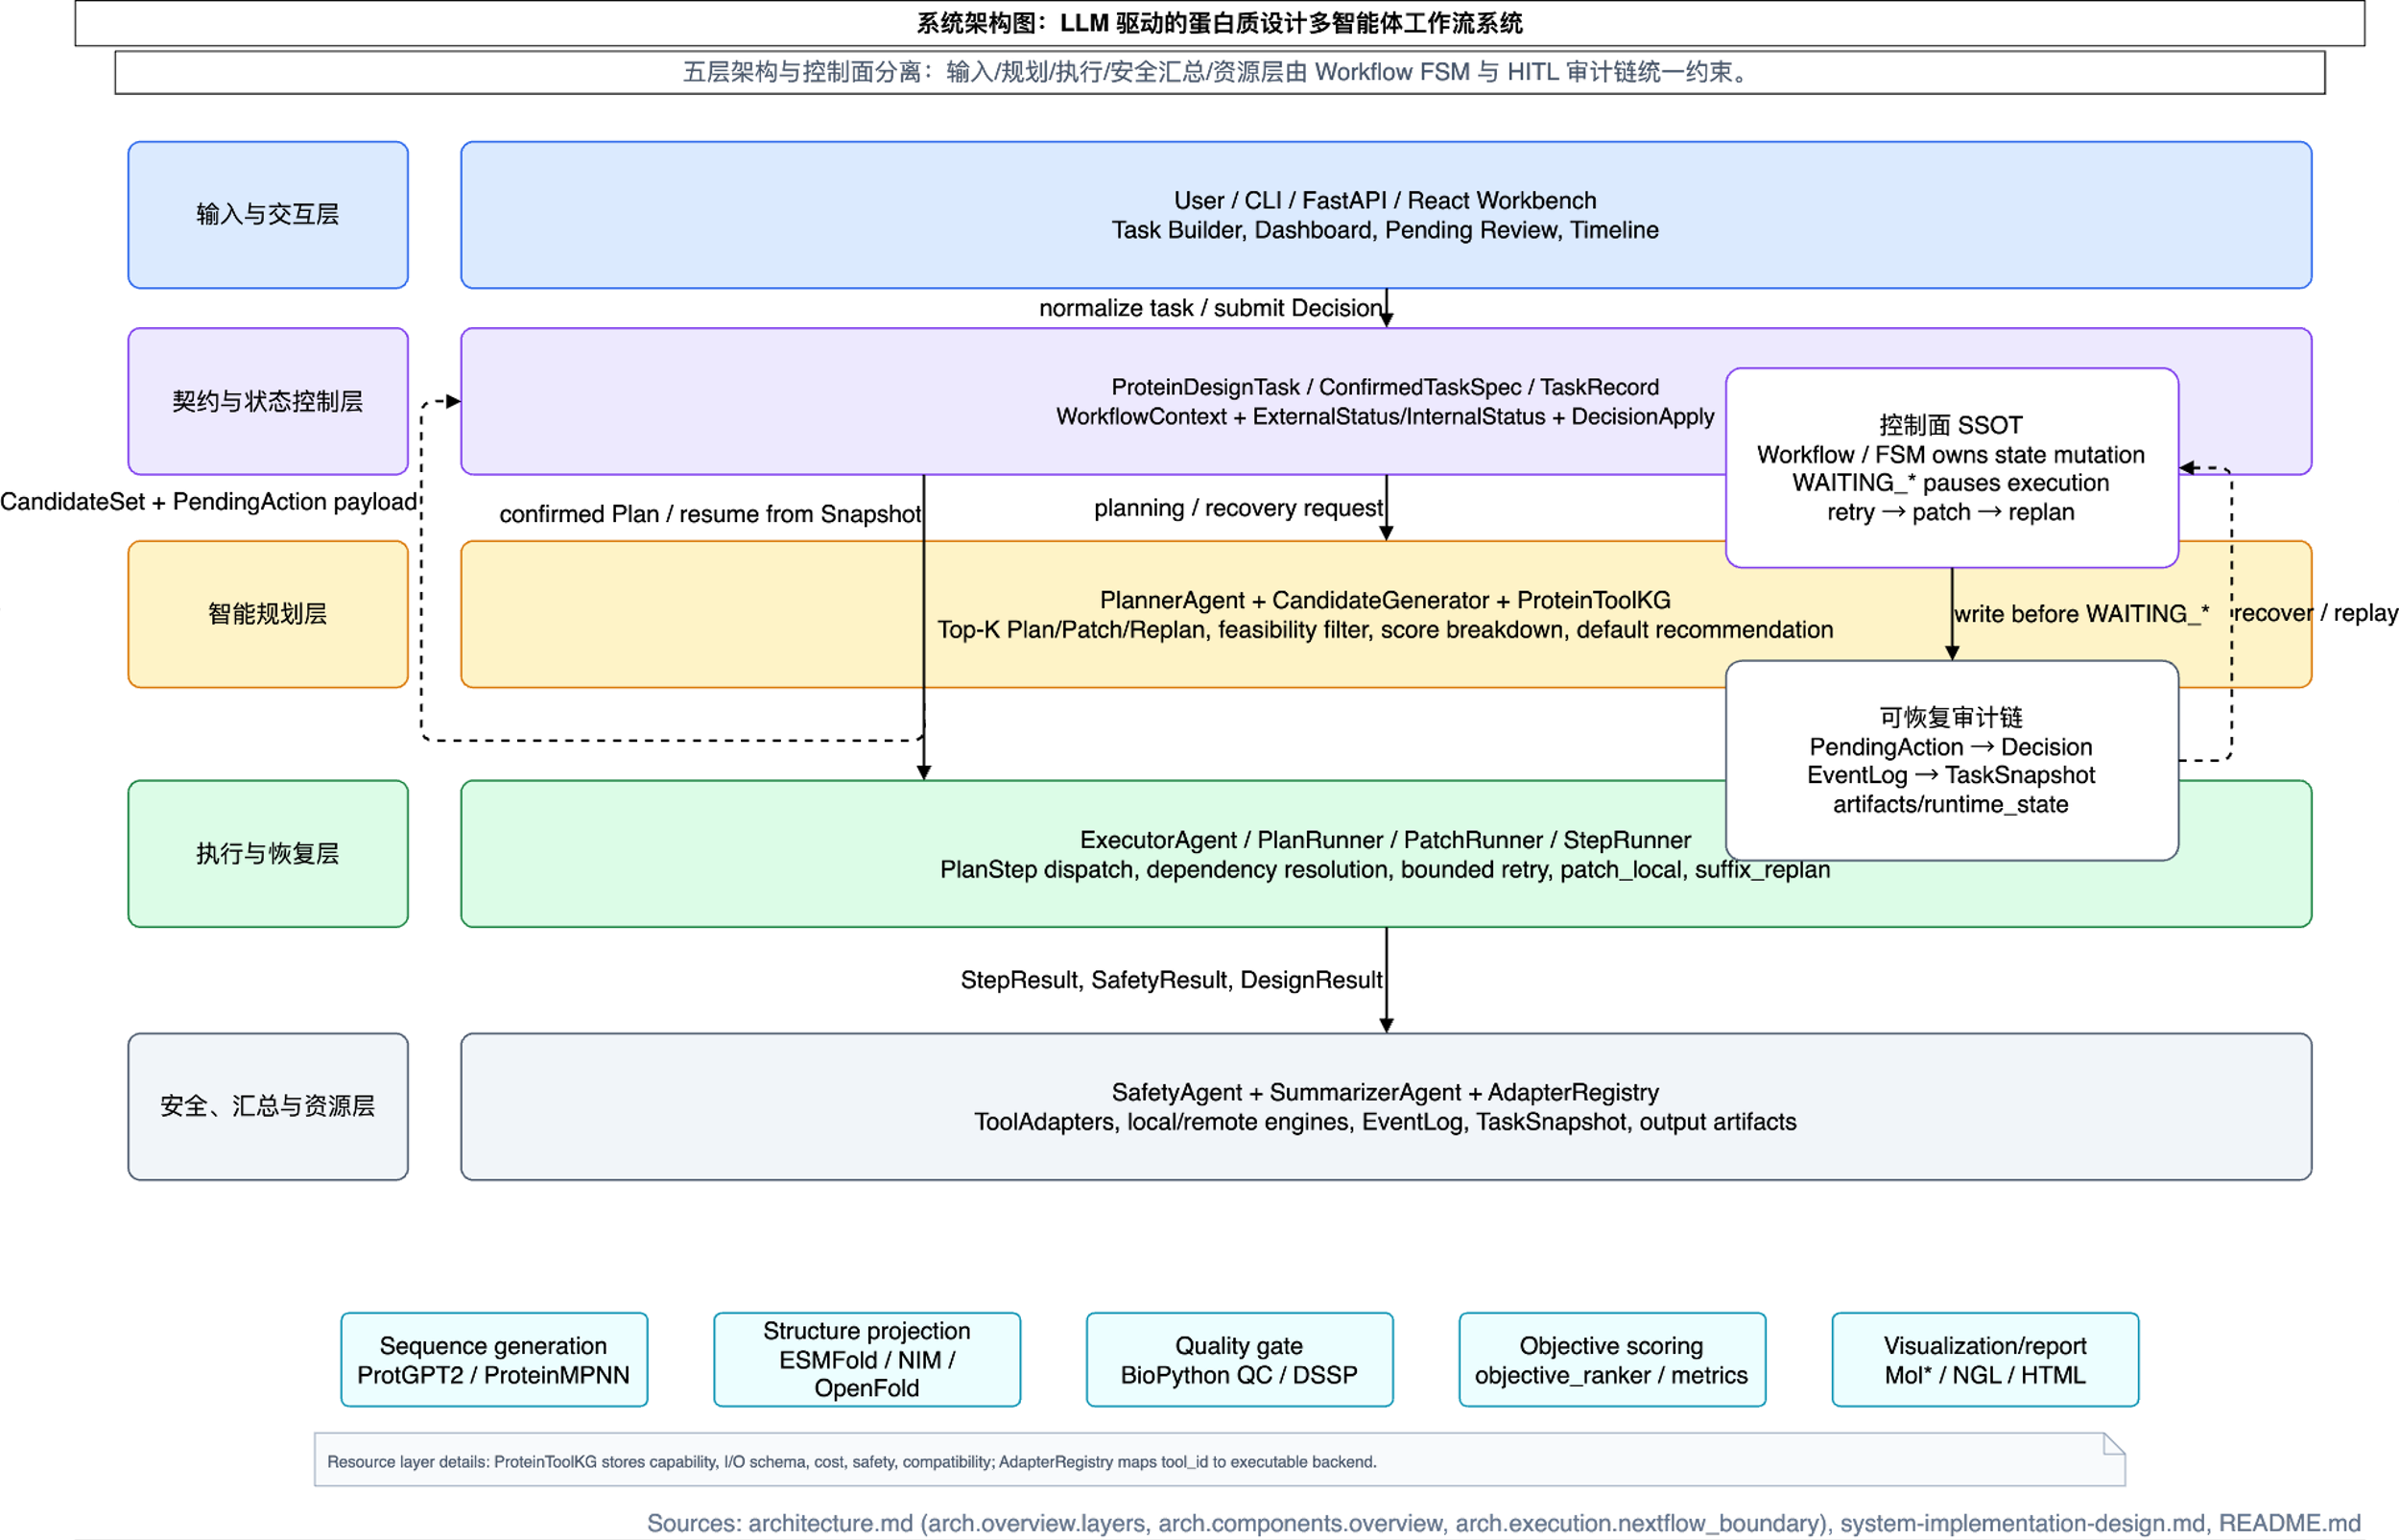 系统架构图：LLM 驱动的蛋白质设计多智能体工作流系统
五层架构与控制面分离：输入/规划/执行/安全汇总/资源层由 Workflow FSM 与 HITL 审计链统一约束。
输入与交互层
User / CLI / FastAPI / React Workbench
Task Builder, Dashboard, Pending Review, Timeline
normalize task / submit Decision
契约与状态控制层
ProteinDesignTask / ConfirmedTaskSpec / TaskRecord
WorkflowContext + ExternalStatus/InternalStatus + DecisionApply
控制面 SSOT
Workflow / FSM owns state mutation
WAITING_* pauses execution
retry → patch → replan
CandidateSet + PendingAction payload
confirmed Plan / resume from Snapshot
planning / recovery request
智能规划层
PlannerAgent + CandidateGenerator + ProteinToolKG
Top-K Plan/Patch/Replan, feasibility filter, score breakdown, default recommendation
write before WAITING_*
recover / replay
可恢复审计链
PendingAction → Decision
EventLog → TaskSnapshot
artifacts/runtime_state
执行与恢复层
ExecutorAgent / PlanRunner / PatchRunner / StepRunner
PlanStep dispatch, dependency resolution, bounded retry, patch_local, suffix_replan
StepResult, SafetyResult, DesignResult
安全、汇总与资源层
SafetyAgent + SummarizerAgent + AdapterRegistry
ToolAdapters, local/remote engines, EventLog, TaskSnapshot, output artifacts
Sequence generation
ProtGPT2 / ProteinMPNN
Structure projection
ESMFold / NIM /
OpenFold
Quality gate
BioPython QC / DSSP
Objective scoring
objective_ranker / metrics
Visualization/report
Mol* / NGL / HTML
Resource layer details: ProteinToolKG stores capability, I/O schema, cost, safety, compatibility; AdapterRegistry maps tool_id to executable backend.
Sources: architecture.md (arch.overview.layers, arch.components.overview, arch.execution.nextflow_boundary), system-implementation-design.md, README.md